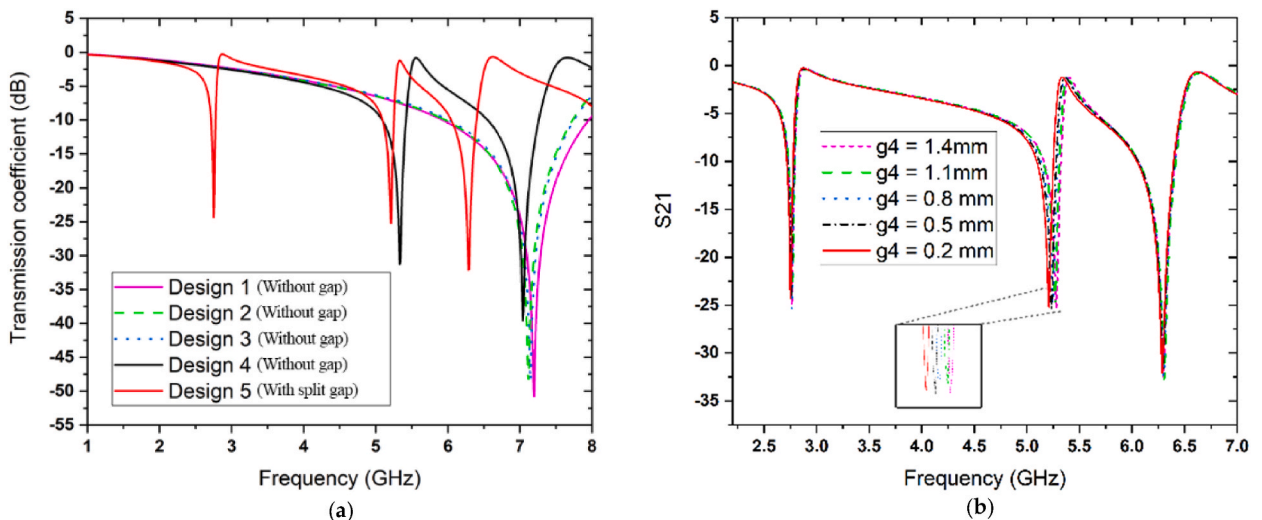 5
0
-5
-10
-15
-20
-25
-30
-35
-40
-45
-50
-55
Transmission coefficient (dB)
Design 1 (Without gap)
Design 2 (Without gap)
Design 3 (Without gap)
Design 4 (Without gap)
Design 5 (With split gap)
1 2 3 4 5 6 7 8
Frequency (GHz)
(a)
5
0
-5
-10
-15
-20
-25
-30
-35
S21
g4 = 1.4mm
g4 = 1.1mm
g4 = 0.8 mm
g4 = 0.5 mm
g4 = 0.2 mm
2.5 3.0 3.5 4.0 4.5 5.0 5.5 6.0 6.5 7.0
Frequency (GHz)
(b)